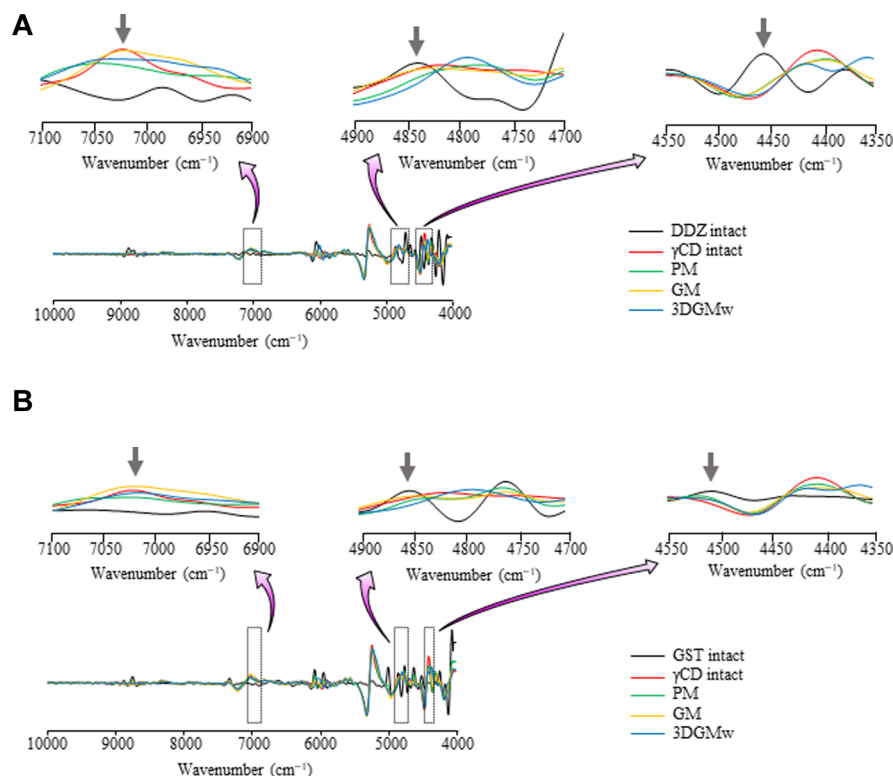 A
7100 7050 7000 6950 6900
Wavenumber (cm⁻¹)
4900 4850 4800 4750 4700
Wavenumber (cm⁻¹)
4550 4500 4450 4400 4350
Wavenumber (cm⁻¹)
DDZ intact
γCD intact
PM
GM
3DGMw
10000 9000 8000 7000 6000 5000 4000
Wavenumber (cm⁻¹)
B
7100 7050 7000 6950 6900
Wavenumber (cm⁻¹)
4900 4850 4800 4750 4700
Wavenumber (cm⁻¹)
4550 4500 4450 4400 4350
Wavenumber (cm⁻¹)
GST intact
γCD intact
PM
GM
3DGMw
10000 9000 8000 7000 6000 5000 4000
Wavenumber (cm⁻¹)